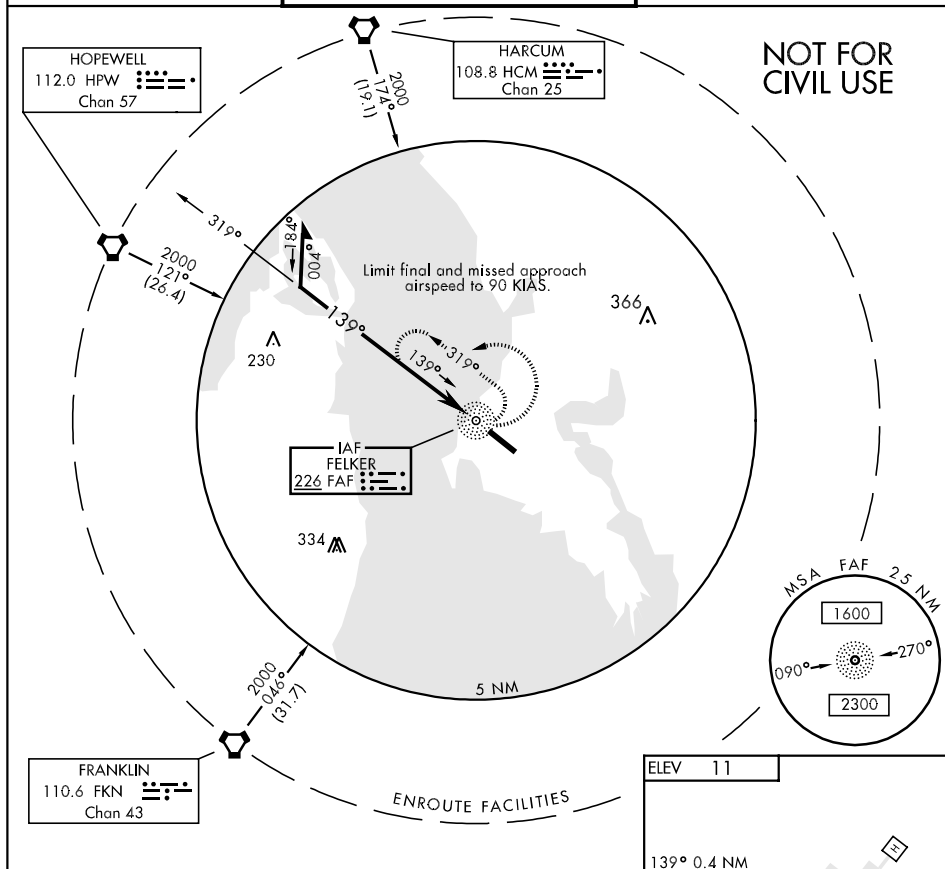 HOPEWELL
112.0 HPW
Chan 57
HARCUM
108.8 HCM
Chan 25
NOT FOR
CIVIL USE
2000
174°
(19.1)
319°
184°
004°
2000
121°
(26.4)
Limit final and missed approach
airspeed to 90 KIAS.
366
139°
230
319°
139°
IAF
FELKER
226 FAF
334
MSA FAF 25 NM
1600
090°
270°
2300
2000
046°
(31.7)
5 NM
FRANKLIN
110.6 FKN
Chan 43
ENROUTE FACILITIES
ELEV 11
139° 0.4 NM
H